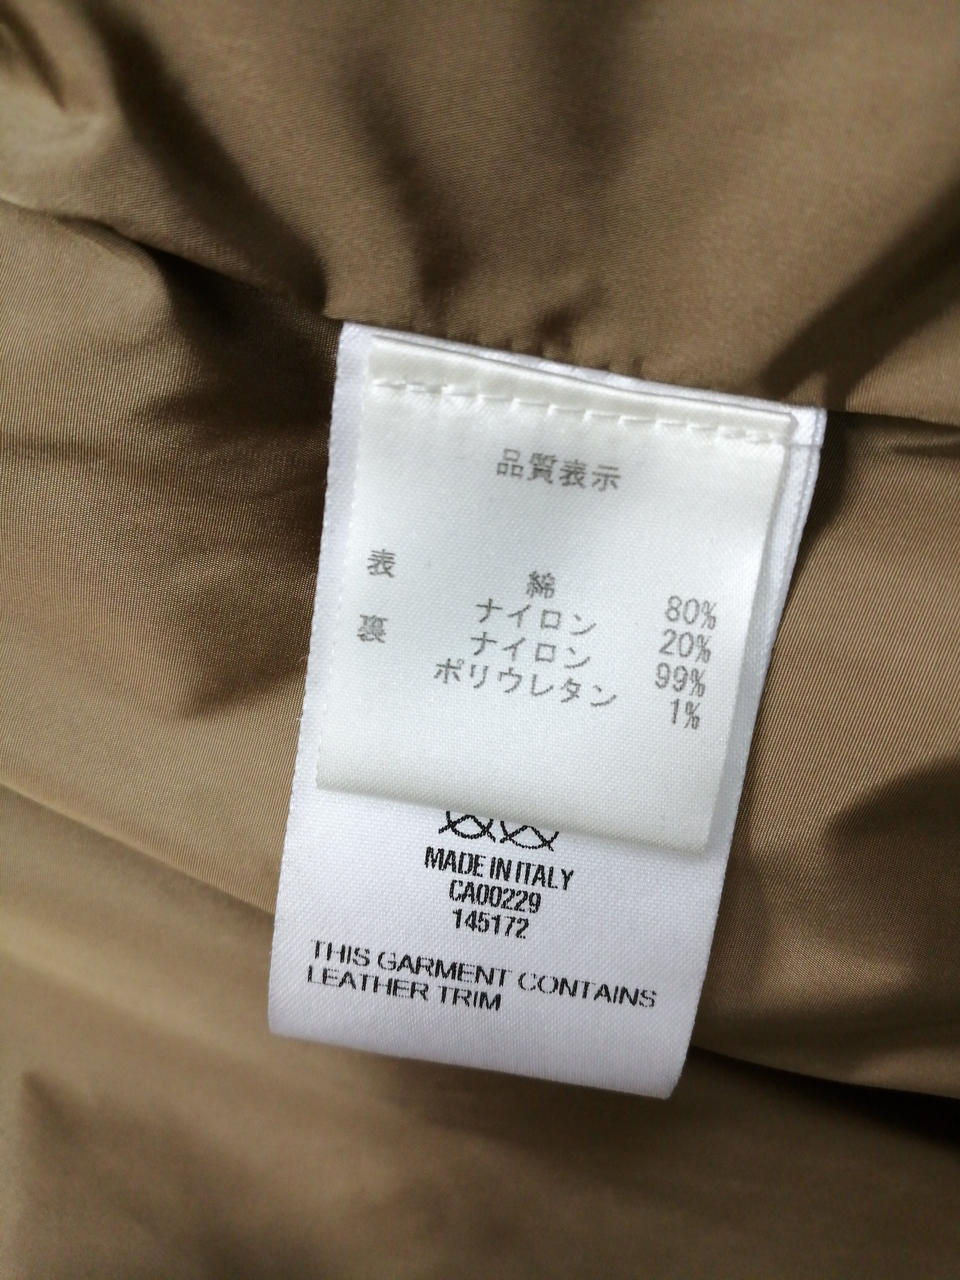 品質表示
表 綿 80%
ナイロン 20%
裏 ナイロン 99%
ポリウレタン 1%
MADE IN ITALY
CA00229
145172
THIS GARMENT CONTAINS
LEATHER TRIM